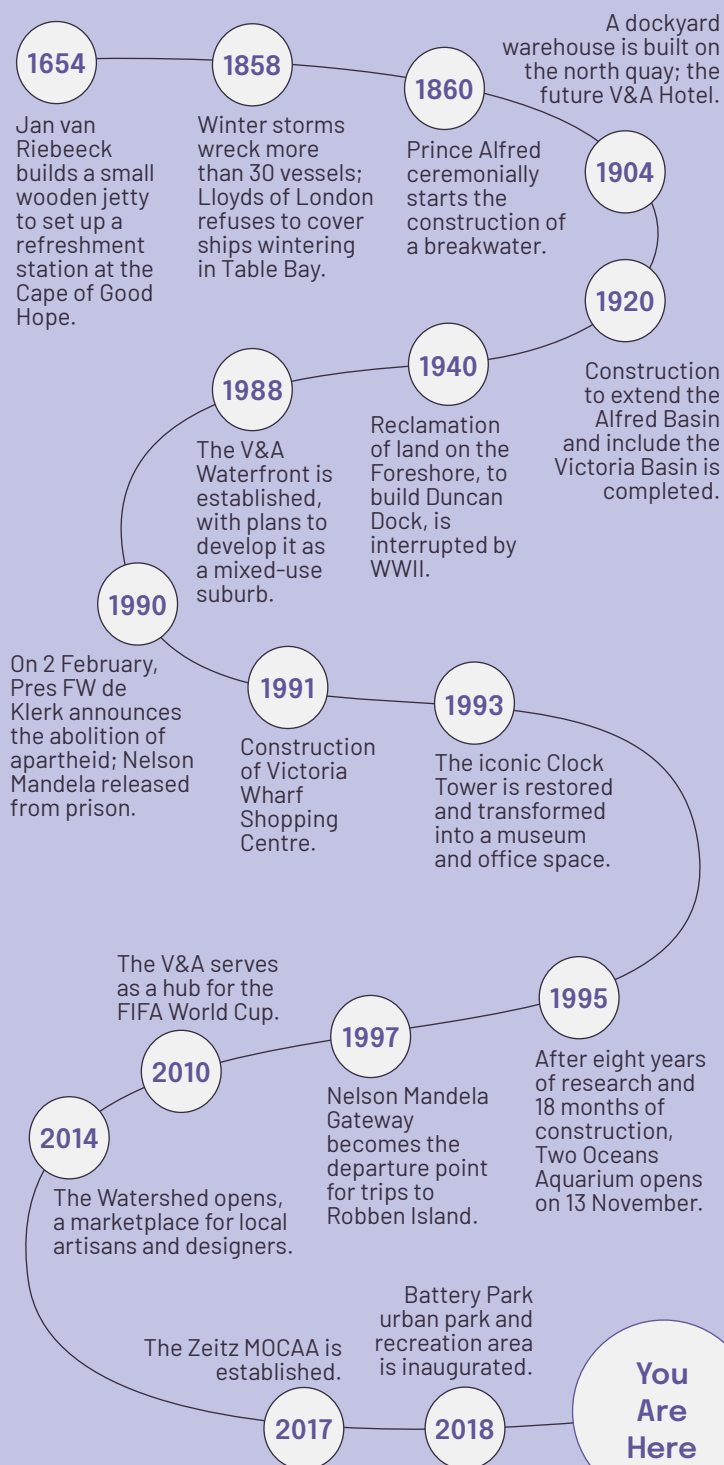 1654
Jan van
Riebeeck
builds a small
wooden jetty
to set up a
refreshment
station at the
Cape of Good
Hope.
1858
Winter storms
wreck more
than 30 vessels;
Lloyds of London
refuses to cover
ships wintering
in Table Bay.
1860
Prince Alfred
ceremonially
starts the
construction of
a breakwater.
A dockyard
warehouse is built on
the north quay; the
future V&A Hotel.
1904
1920
Construction
to extend the
Alfred Basin
and include the
Victoria Basin is
completed.
1940
Reclamation
of land on the
Foreshore, to
build Duncan
Dock, is
interrupted by
WWII.
1988
The V&A
Waterfront is
established,
with plans to
develop it as
a mixed-use
suburb.
1990
On 2 February,
Pres FW de
Klerk announces
the abolition of
apartheid; Nelson
Mandela released
from prison.
1991
Construction
of Victoria
Wharf
Shopping
Centre.
1993
The iconic Clock
Tower is restored
and transformed
into a museum
and office space.
1995
After eight years
of research and
18 months of
construction,
Two Oceans
Aquarium opens
on 13 November.
1997
Nelson Mandela
Gateway
becomes the
departure point
for trips to
Robben Island.
The V&A serves
as a hub for the
FIFA World Cup.
2010
2014
The Watershed opens,
a marketplace for local
artisans and designers.
The Zeitz MOCAA is
established.
2017
Battery Park
urban park and
recreation area
is inaugurated.
2018
You
Are
Here